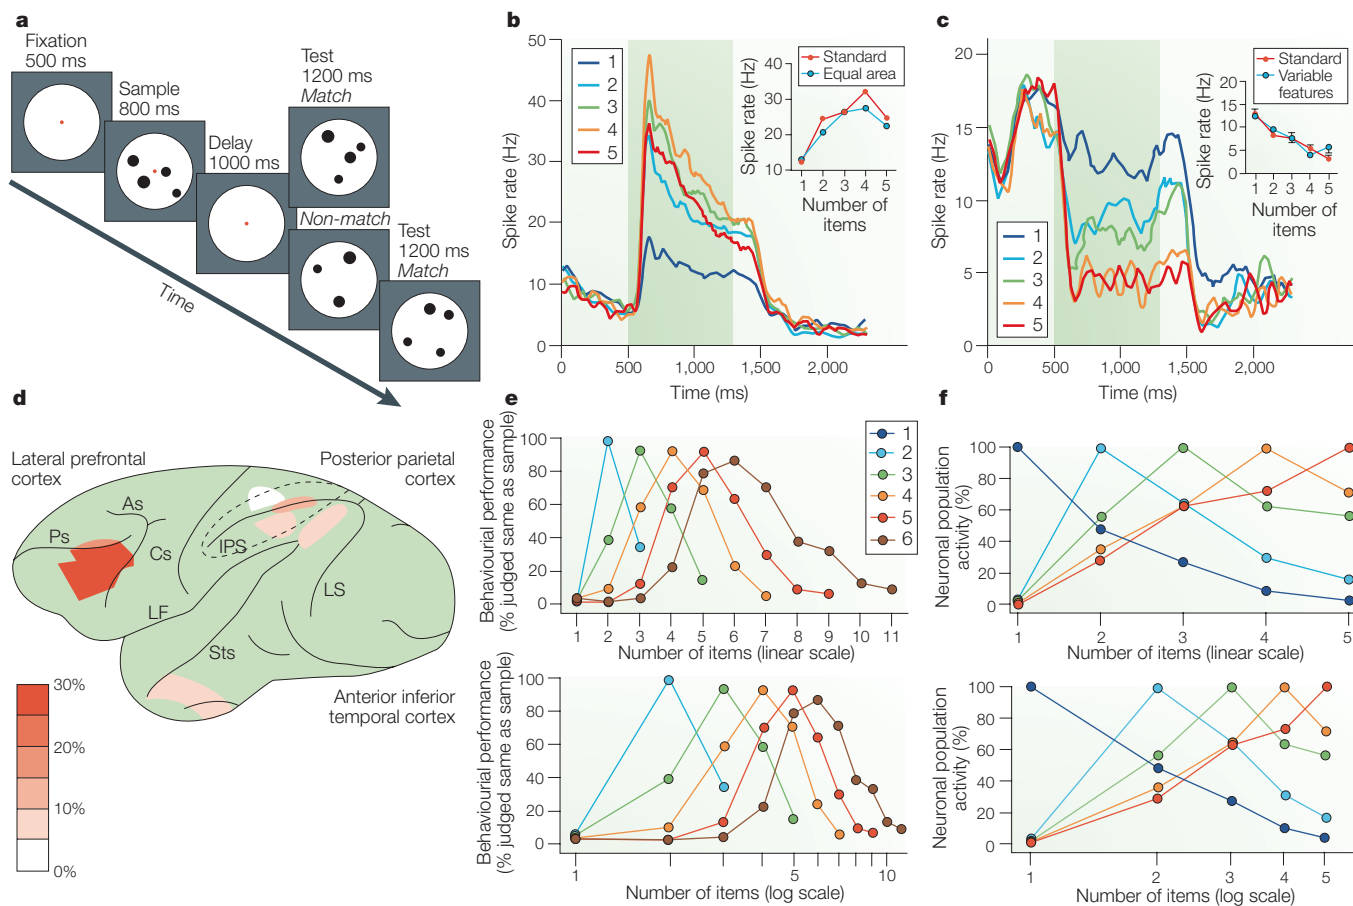 a
Fixation
500 ms
Sample
800 ms
Delay
1000 ms
Test
1200 ms
Match
Non-match
Test
1200 ms
Match
Time
b
50
40
30
20
10
0
Spike rate (Hz)
1
2
3
4
5
0
500
1,000
1,500
2,000
Time (ms)
Standard
Equal area
40
30
20
10
Spike rate (Hz)
1 2 3 4 5
Number of
items
c
20
15
10
5
0
Spike rate (Hz)
1
2
3
4
5
0
500
1,000
1,500
2,000
Time (ms)
Standard
Variable
features
20
15
10
5
0
Spike rate (Hz)
1 2 3 4 5
Number of
items
d
Lateral prefrontal
cortex
Posterior parietal
cortex
As
Ps
Cs
IPS
LF
LS
Sts
Anterior inferior
temporal cortex
30%
20%
10%
0%
e
Behavioural performance
(% judged same as sample)
100
80
60
40
20
0
1
2
3
4
5
6
1 2 3 4 5 6 7 8 9 10 11
Number of items (linear scale)
Behavioural performance
(% judged same as sample)
100
80
60
40
20
0
1 5 10
Number of items (log scale)
f
Neuronal population
activity (%)
100
80
60
40
20
0
1 2 3 4 5
Number of items (linear scale)
Neuronal population
activity (%)
100
80
60
40
20
0
1 2 3 4 5
Number of items (log scale)